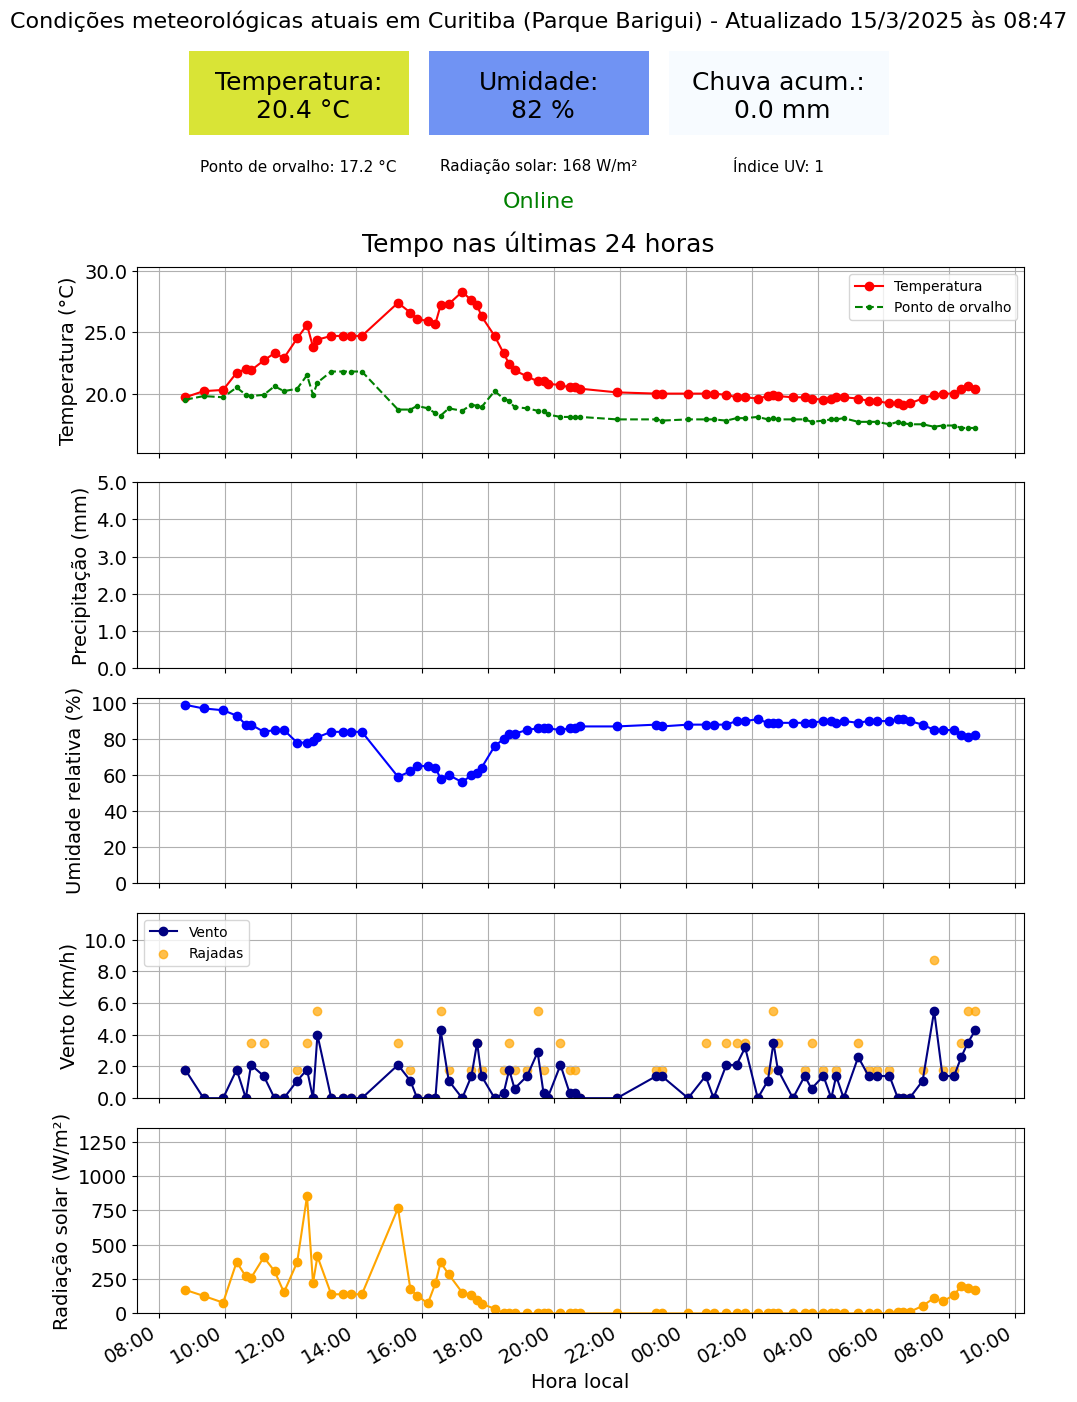 Condições meteorológicas atuais em Curitiba (Parque Barigui) - Atualizado 15/3/2025 às 08:47
Temperatura:
20.4 °C
Umidade:
82 %
Chuva acum.:
0.0 mm
Ponto de orvalho: 17.2 °C
Radiação solar: 168 W/m²
Índice UV: 1
Online
Tempo nas últimas 24 horas
Temperatura (°C)
30.0
25.0
20.0
Temperatura
Ponto de orvalho
Precipitação (mm)
5.0
4.0
3.0
2.0
1.0
0.0
Umidade relativa (%)
100
80
60
40
20
0
Vento (km/h)
10.0
8.0
6.0
4.0
2.0
0.0
Vento
Rajadas
Radiação solar (W/m²)
1250
1000
750
500
250
0
08:00
10:00
12:00
14:00
16:00
18:00
20:00
22:00
00:00
02:00
04:00
06:00
08:00
10:00
Hora local